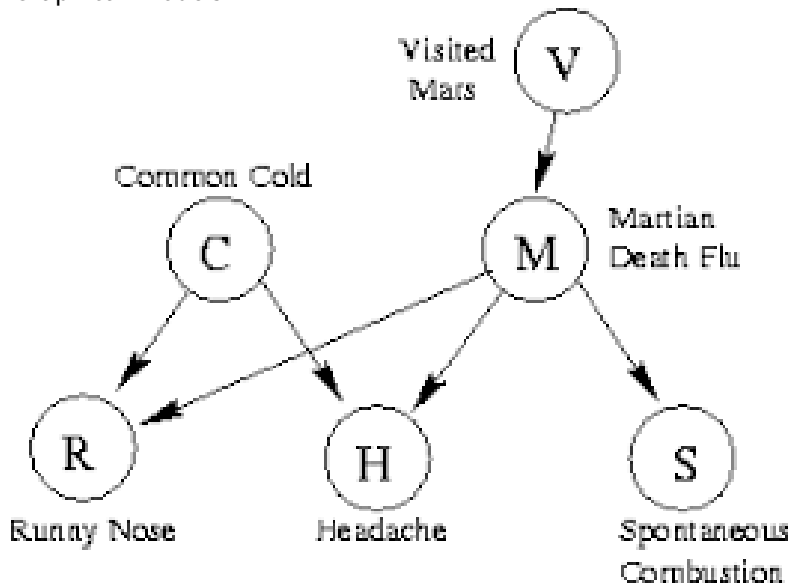 Visited
Mars
V
Common Cold
C
M
Martian
Death Flu
R
H
S
Runny Nose
Headache
Spontaneous
Combustion